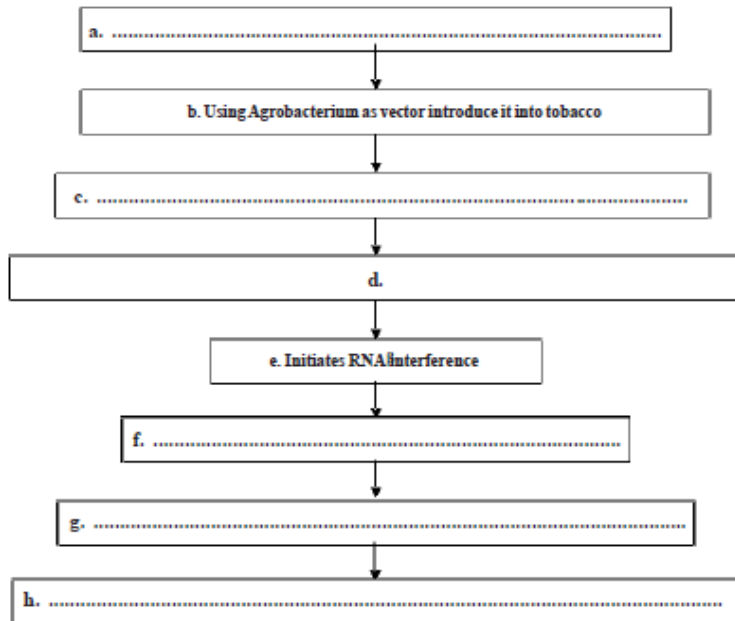 a. ........................................................................................................
b. Using Agrobacterium as vector introduce it into tobacco
c. ................................................................................................................
d.
e. Initiates RNA Interference
f. ........................................................................................
g. ................................................................................................................
h. ................................................................................................................................